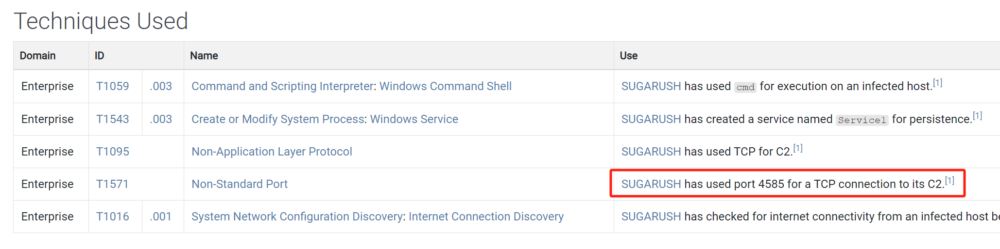 Techniques Used
Domain ID Name Use
Enterprise T1059 .003 Command and Scripting Interpreter: Windows Command Shell SUGARUSH has used cmd for execution on an infected host.[1]
Enterprise T1543 .003 Create or Modify System Process: Windows Service SUGARUSH has created a service named Service1 for persistence.[1]
Enterprise T1095 Non-Application Layer Protocol SUGARUSH has used TCP for C2.[1]
Enterprise T1571 Non-Standard Port SUGARUSH has used port 4585 for a TCP connection to its C2.[1]
Enterprise T1016 .001 System Network Configuration Discovery: Internet Connection Discovery SUGARUSH has checked for internet connectivity from an infected host be